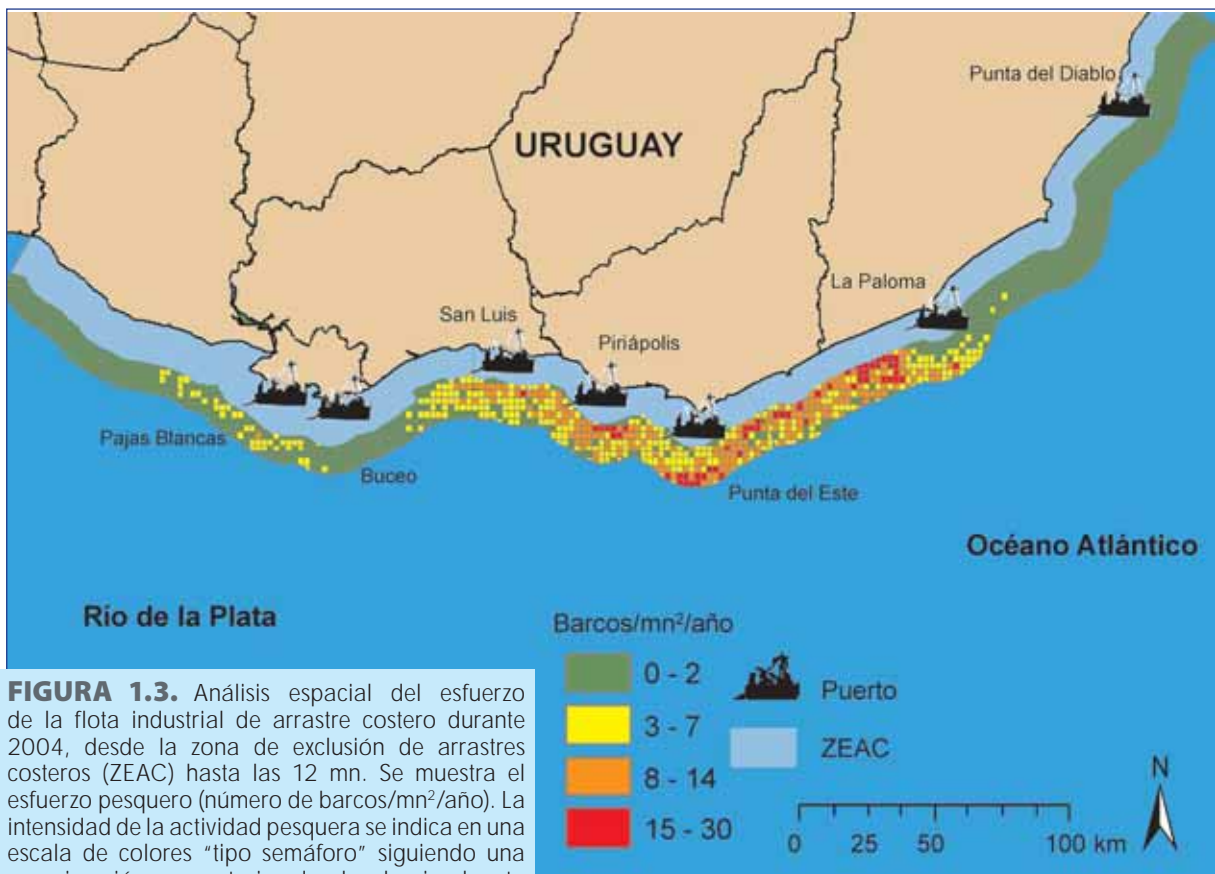 Punta del Diablo
URUGUAY
La Paloma
San Luis
Piriápolis
Pajas Blancas
Buceo
Punta del Este
Océano Atlántico
Río de la Plata
Barcos/mn²/año
0 - 2
3 - 7
8 - 14
15 - 30
Puerto
ZEAC
N
0 25 50 100 km
FIGURA 1.3. Análisis espacial del esfuerzo
de la flota industrial de arrastre costero durante
2004, desde la zona de exclusión de arrastres
costeros (ZEAC) hasta las 12 mn. Se muestra el
esfuerzo pesquero (número de barcos/mn²/año). La
intensidad de la actividad pesquera se indica en una
escala de colores “tipo semáforo” siguiendo una